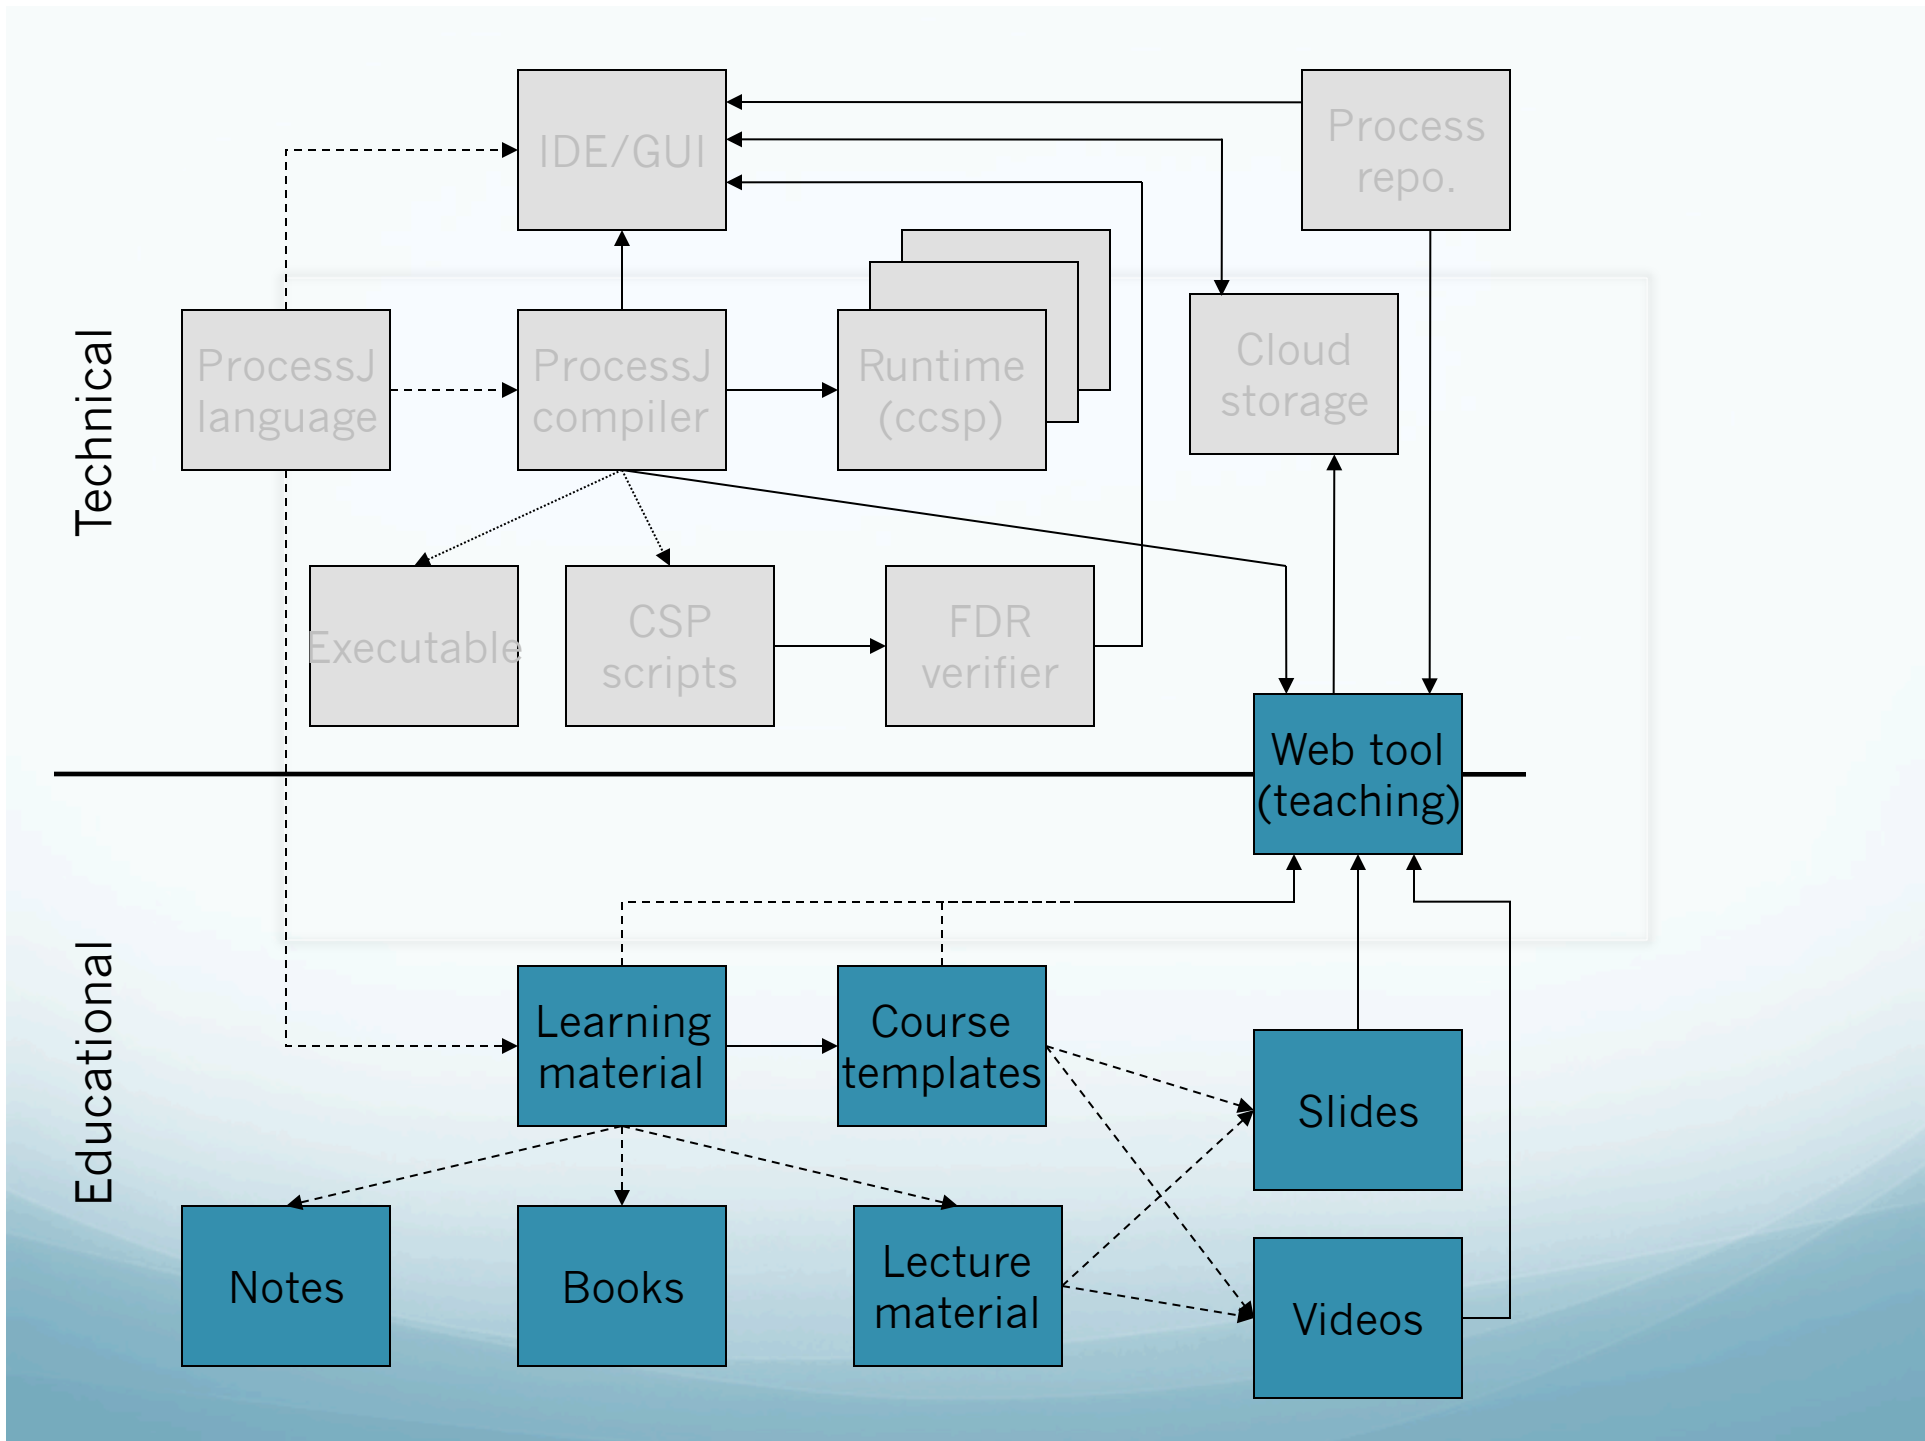 IDE/GUI
Process
repo.
Technical
ProcessJ
language
ProcessJ
compiler
Runtime
(ccsp)
Cloud
storage
Executable
CSP
scripts
FDR
verifier
Web tool
(teaching)
Educational
Learning
material
Course
templates
Slides
Notes
Books
Lecture
material
Videos